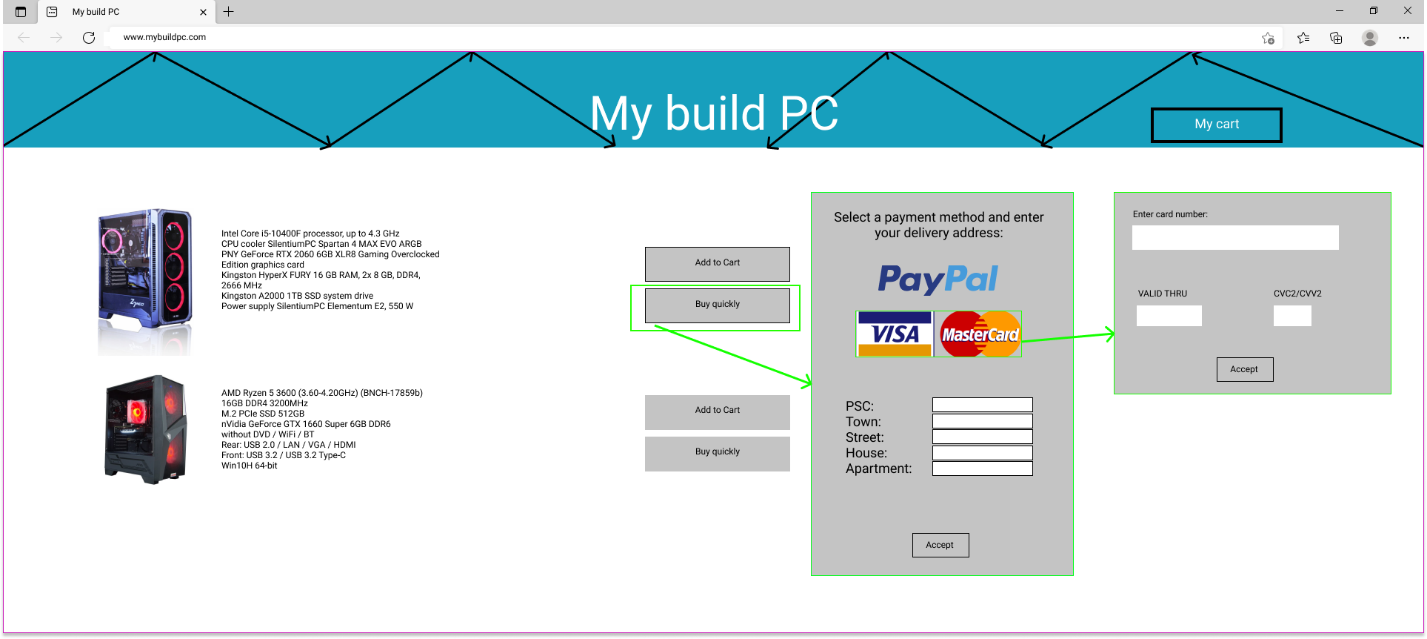 My build PC
www.mybuildpc.com
My build PC
My cart
Intel Core i5-10400F processor, up to 4.3 GHz
CPU cooler SilentiumPC Spartan 4 MAX EVO ARGB
PNY GeForce RTX 2060 6GB XLR8 Gaming Overclocked
Edition graphics card
Kingston HyperX FURY 16 GB RAM, 2x 8 GB, DDR4,
2666 MHz
Kingston A2000 1TB SSD system drive
Power supply SilentiumPC Elementum E2, 550 W
Add to Cart
Buy quickly
AMD Ryzen 5 3600 (3.60-4.20GHz) (BNCH-17859b)
16GB DDR4 3200MHz
M.2 PCIe SSD 512GB
nVidia GeForce GTX 1660 Super 6GB DDR6
without DVD / WiFi / BT
Rear: USB 2.0 / LAN / VGA / HDMI
Front: USB 3.2 / USB 3.2 Type-C
Win10H 64-bit
Add to Cart
Buy quickly
Select a payment method and enter
your delivery address:
PayPal
VISA MasterCard
PSC:
Town:
Street:
House:
Apartment:
Accept
Enter card number:
VALID THRU CVC2/CVV2
Accept